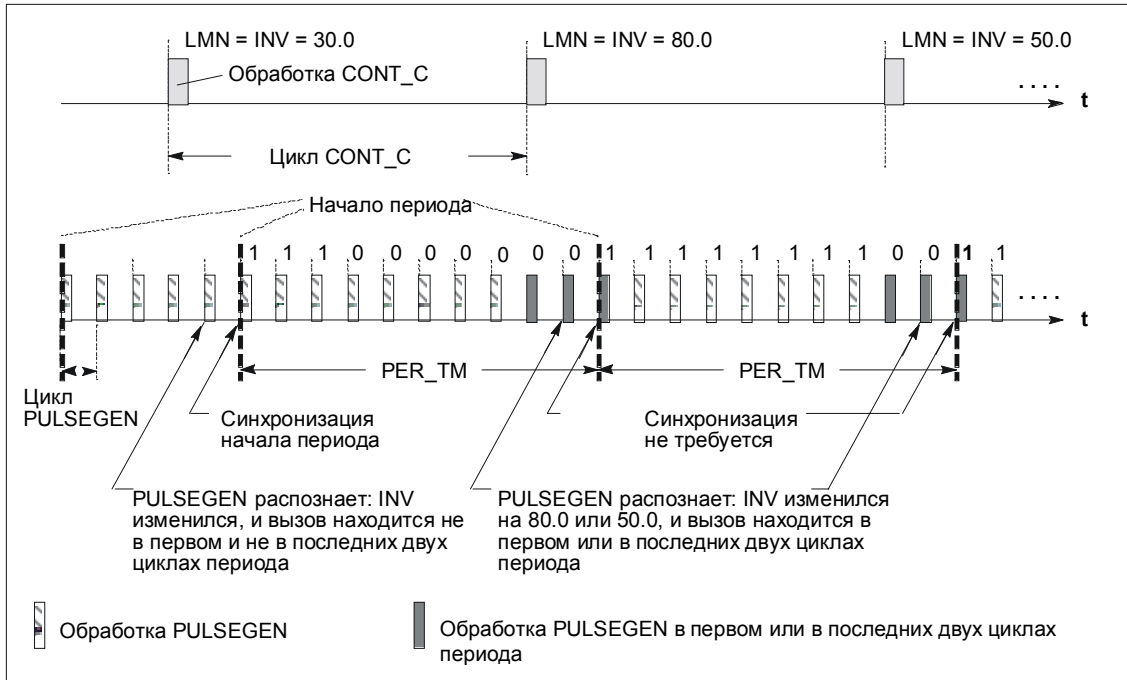 LMN = INV = 30.0
LMN = INV = 80.0
LMN = INV = 50.0
Обработка CONT_C
. . . .
t
Цикл CONT_C
Начало периода
1 1 1 0 0 0 0 0 0 0 1 1 1 1 1 1 1 1 0 0 1 1
. . . .
t
PER_TM
PER_TM
Цикл
PULSEGEN
Синхронизация
начала периода
Синхронизация
не требуется
PULSEGEN распознает: INV
изменился, и вызов находится не
в первом и не в последних двух
циклах периода
PULSEGEN распознает: INV изменился
на 80.0 или 50.0, и вызов находится в
первом или в последних двух циклах
периода
Обработка PULSEGEN
Обработка PULSEGEN в первом или в последних двух циклах
периода